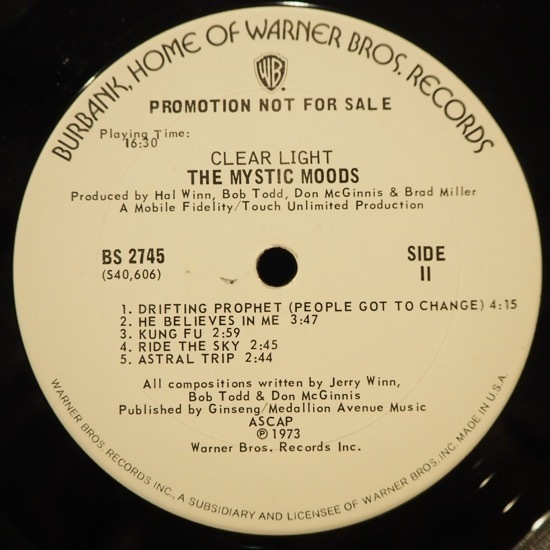 BURBANK, HOME OF WARNER BROS. RECORDS
WB
PROMOTION NOT FOR SALE
Playing Time:
16:30
CLEAR LIGHT
THE MYSTIC MOODS
Produced by Hal Winn, Bob Todd, Don McGinnis & Brad Miller
A Mobile Fidelity/Touch Unlimited Production
BS 2745
(S40,606)
SIDE
II
1. DRIFTING PROPHET (PEOPLE GOT TO CHANGE) 4:15
2. HE BELIEVES IN ME 3:47
3. KUNG FU 2:59
4. RIDE THE SKY 2:45
5. ASTRAL TRIP 2:44
All compositions written by Jerry Winn,
Bob Todd & Don McGinnis
Published by Ginseng/Medallion Avenue Music
ASCAP
℗ 1973
Warner Bros. Records Inc.
WARNER BROS. RECORDS INC., A SUBSIDIARY AND LICENSEE OF WARNER BROS. INC. MADE IN U.S.A.